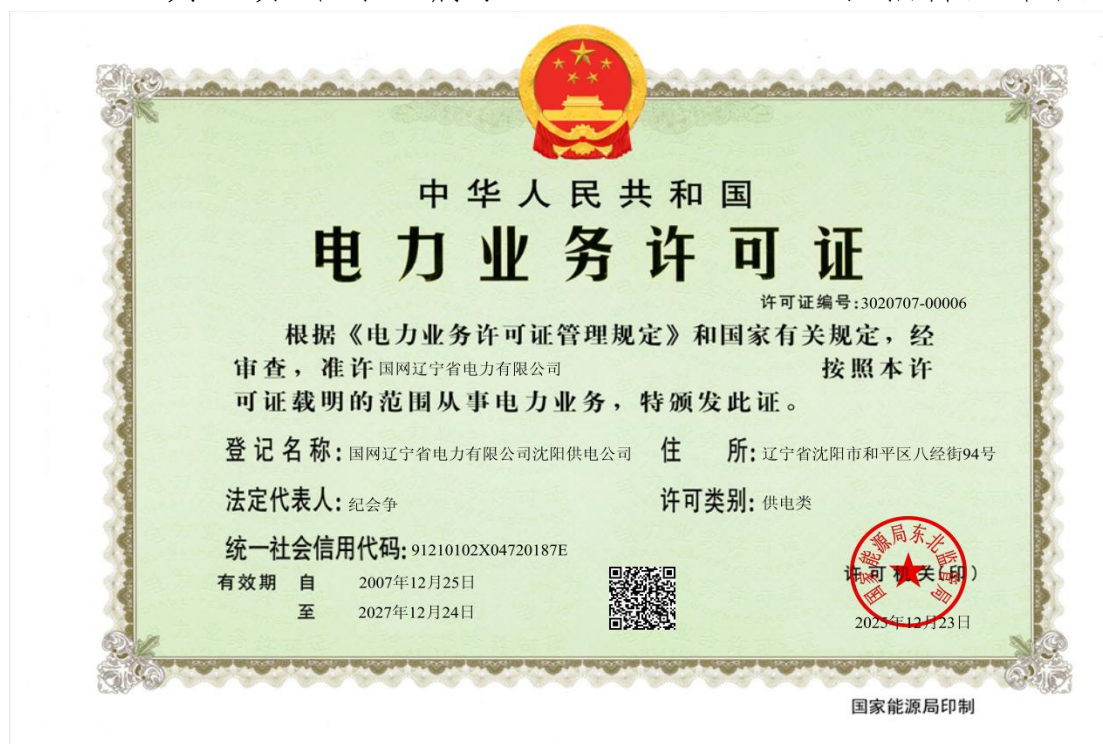 中华人民共和国
电力业务许可证
许可证编号:3020707-00006
根据《电力业务许可证管理规定》和国家有关规定，经
审查，准许国网辽宁省电力有限公司 按照本许
可证载明的范围从事电力业务，特颁发此证。
登记名称:国网辽宁省电力有限公司沈阳供电公司 住 所:辽宁省沈阳市和平区八经街94号
法定代表人:纪会争 许可类别:供电类
统一社会信用代码:91210102X04720187E
国家能源局东北监管局
有效期 自 2007年12月25日 许可机关(印)
至 2027年12月24日 2025年12月23日
国家能源局印制